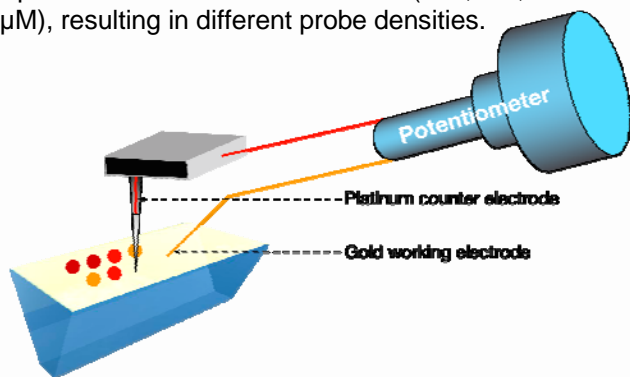 µM), resulting in different probe densities.
Potentiometer
Platinum counter electrode
Gold working electrode